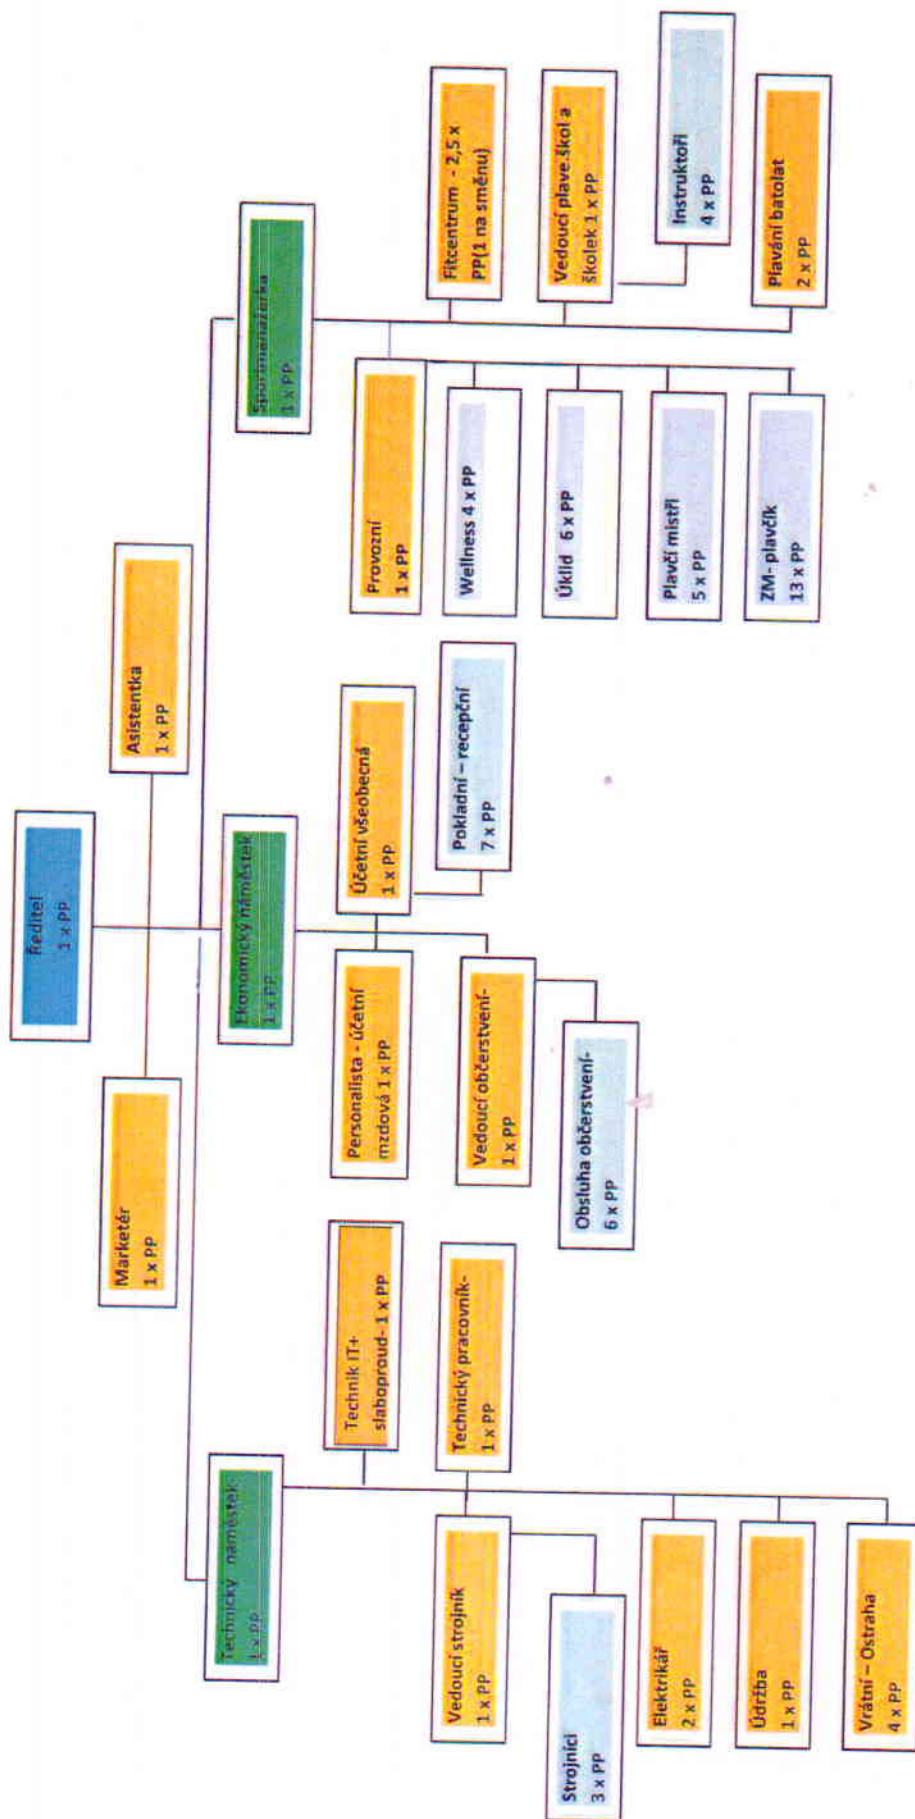 Ředitel
1 x PP
Marketér
1 x PP
Asistentka
1 x PP
Technický náměstek-
1 x PP
Ekonomický náměstek
1 x PP
Sportmanažerka
1 x PP
Technik IT+
slaboproud- 1 x PP
Technický pracovník-
1 x PP
Vedoucí strojník
1 x PP
Strojníci
3 x PP
Elektrikář
2 x PP
Údržba
1 x PP
Vrátní – Ostraha
4 x PP
Personalista - účetní
mzdová 1 x PP
Účetní všeobecná
1 x PP
Pokladní – recepční
7 x PP
Vedoucí občerstvení-
1 x PP
Obsluha občerstvení-
6 x PP
Provozní
1 x PP
Wellness 4 x PP
Úklid 6 x PP
Plavčí mistři
5 x PP
ZM- plavčík
13 x PP
Fitcentrum - 2,5 x
PP(1 na směnu)
Vedoucí plave.škol a
školek 1 x PP
Instruktoři
4 x PP
Plavání batolat
2 x PP